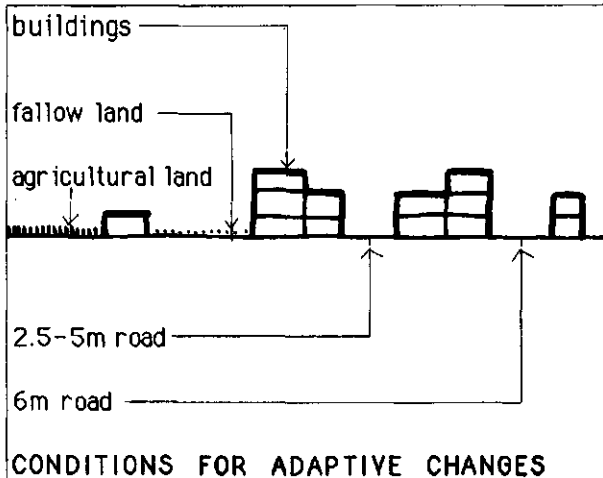 buildings
fallow land
agricultural land
2.5-5m road
6m road
CONDITIONS FOR ADAPTIVE CHANGES